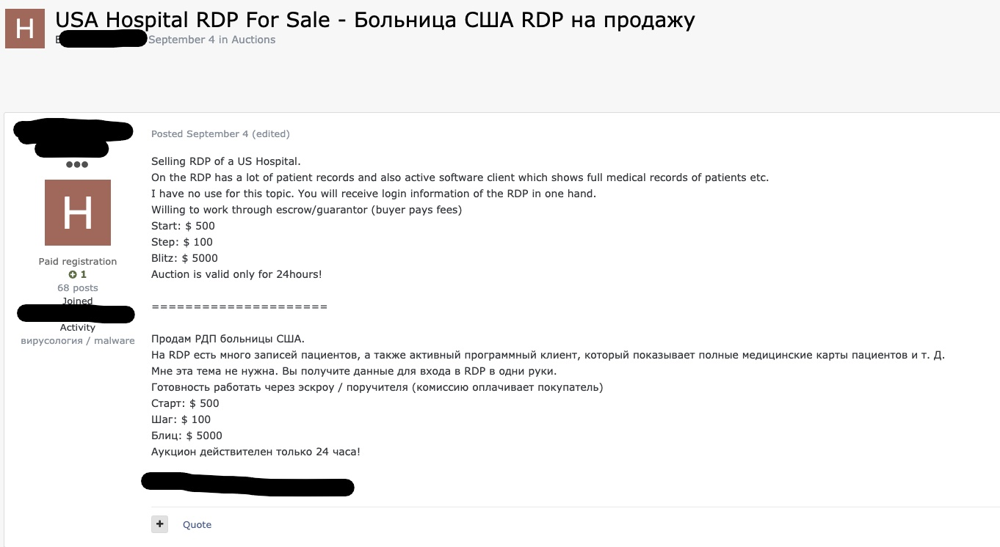 H
USA Hospital RDP For Sale - Больница США RDP на продажу
September 4 in Auctions
Posted September 4 (edited)
H
Paid registration
1
68 posts
Joined
Activity
вирусология / malware
Selling RDP of a US Hospital.
On the RDP has a lot of patient records and also active software client which shows full medical records of patients etc.
I have no use for this topic. You will receive login information of the RDP in one hand.
Willing to work through escrow/guarantor (buyer pays fees)
Start: $ 500
Step: $ 100
Blitz: $ 5000
Auction is valid only for 24hours!
=====================
Продам РДП больницы США.
На RDP есть много записей пациентов, а также активный программный клиент, который показывает полные медицинские карты пациентов и т. Д.
Мне эта тема не нужна. Вы получите данные для входа в RDP в одни руки.
Готовность работать через эскроу / поручителя (комиссию оплачивает покупатель)
Старт: $ 500
Шаг: $ 100
Блиц: $ 5000
Аукцион действителен только 24 часа!
+ Quote